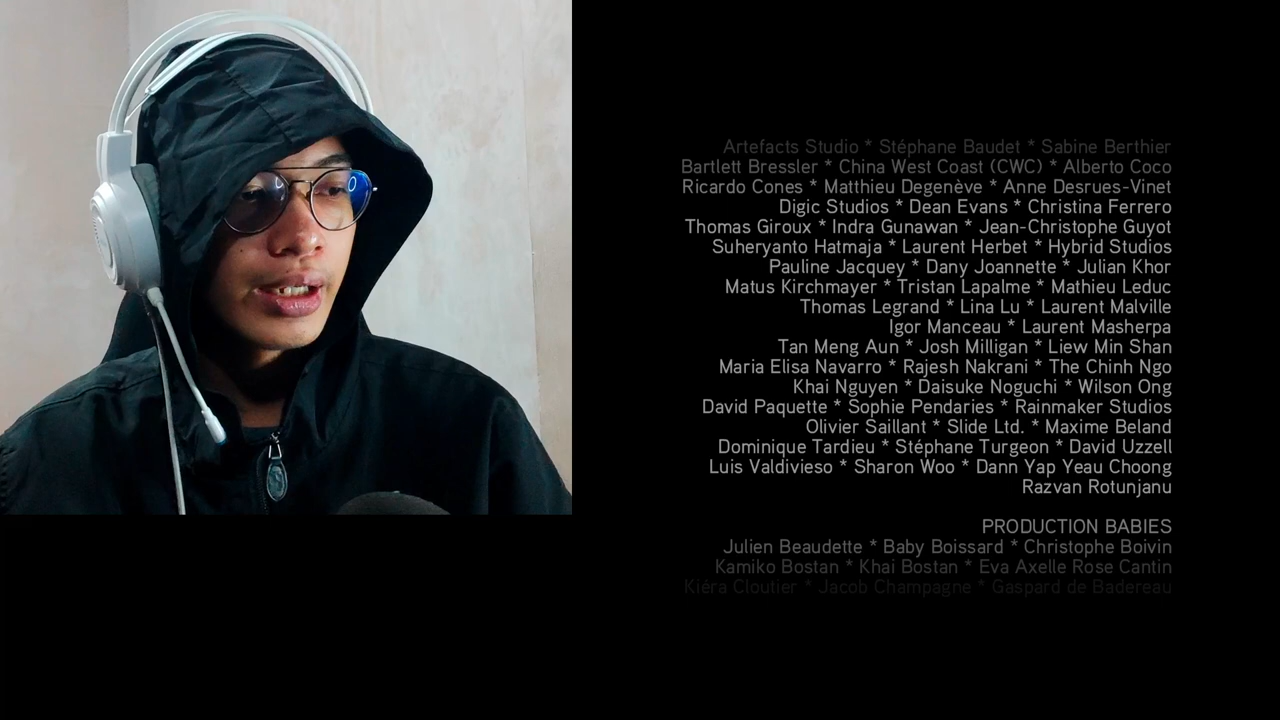 Artefacts Studio * Stéphane Baudet * Sabine Berthier
Bartlett Bressler * China West Coast (CWC) * Alberto Coco
Ricardo Cones * Matthieu Degenève * Anne Desrues-Vinet
Digic Studios * Dean Evans * Christina Ferrero
Thomas Giroux * Indra Gunawan * Jean-Christophe Guyot
Suheryanto Hatmaja * Laurent Herbet * Hybrid Studios
Pauline Jacquey * Dany Joannette * Julian Khor
Matus Kirchmayer * Tristan Lapalme * Mathieu Leduc
Thomas Legrand * Lina Lu * Laurent Malville
Igor Manceau * Laurent Masherpa
Tan Meng Aun * Josh Milligan * Liew Min Shan
Maria Elisa Navarro * Rajesh Nakrani * The Chinh Ngo
Khai Nguyen * Daisuke Noguchi * Wilson Ong
David Paquette * Sophie Pendaries * Rainmaker Studios
Olivier Saillant * Slide Ltd. * Maxime Beland
Dominique Tardieu * Stéphane Turgeon * David Uzzell
Luis Valdivieso * Sharon Woo * Dann Yap Yeau Choong
Razvan Rotunjanu
PRODUCTION BABIES
Julien Beaudette * Baby Boissard * Christophe Boivin
Kamiko Bostan * Khai Bostan * Eva Axelle Rose Cantin
Kiéra Cloutier * Jacob Champagne * Gaspard de Badereau